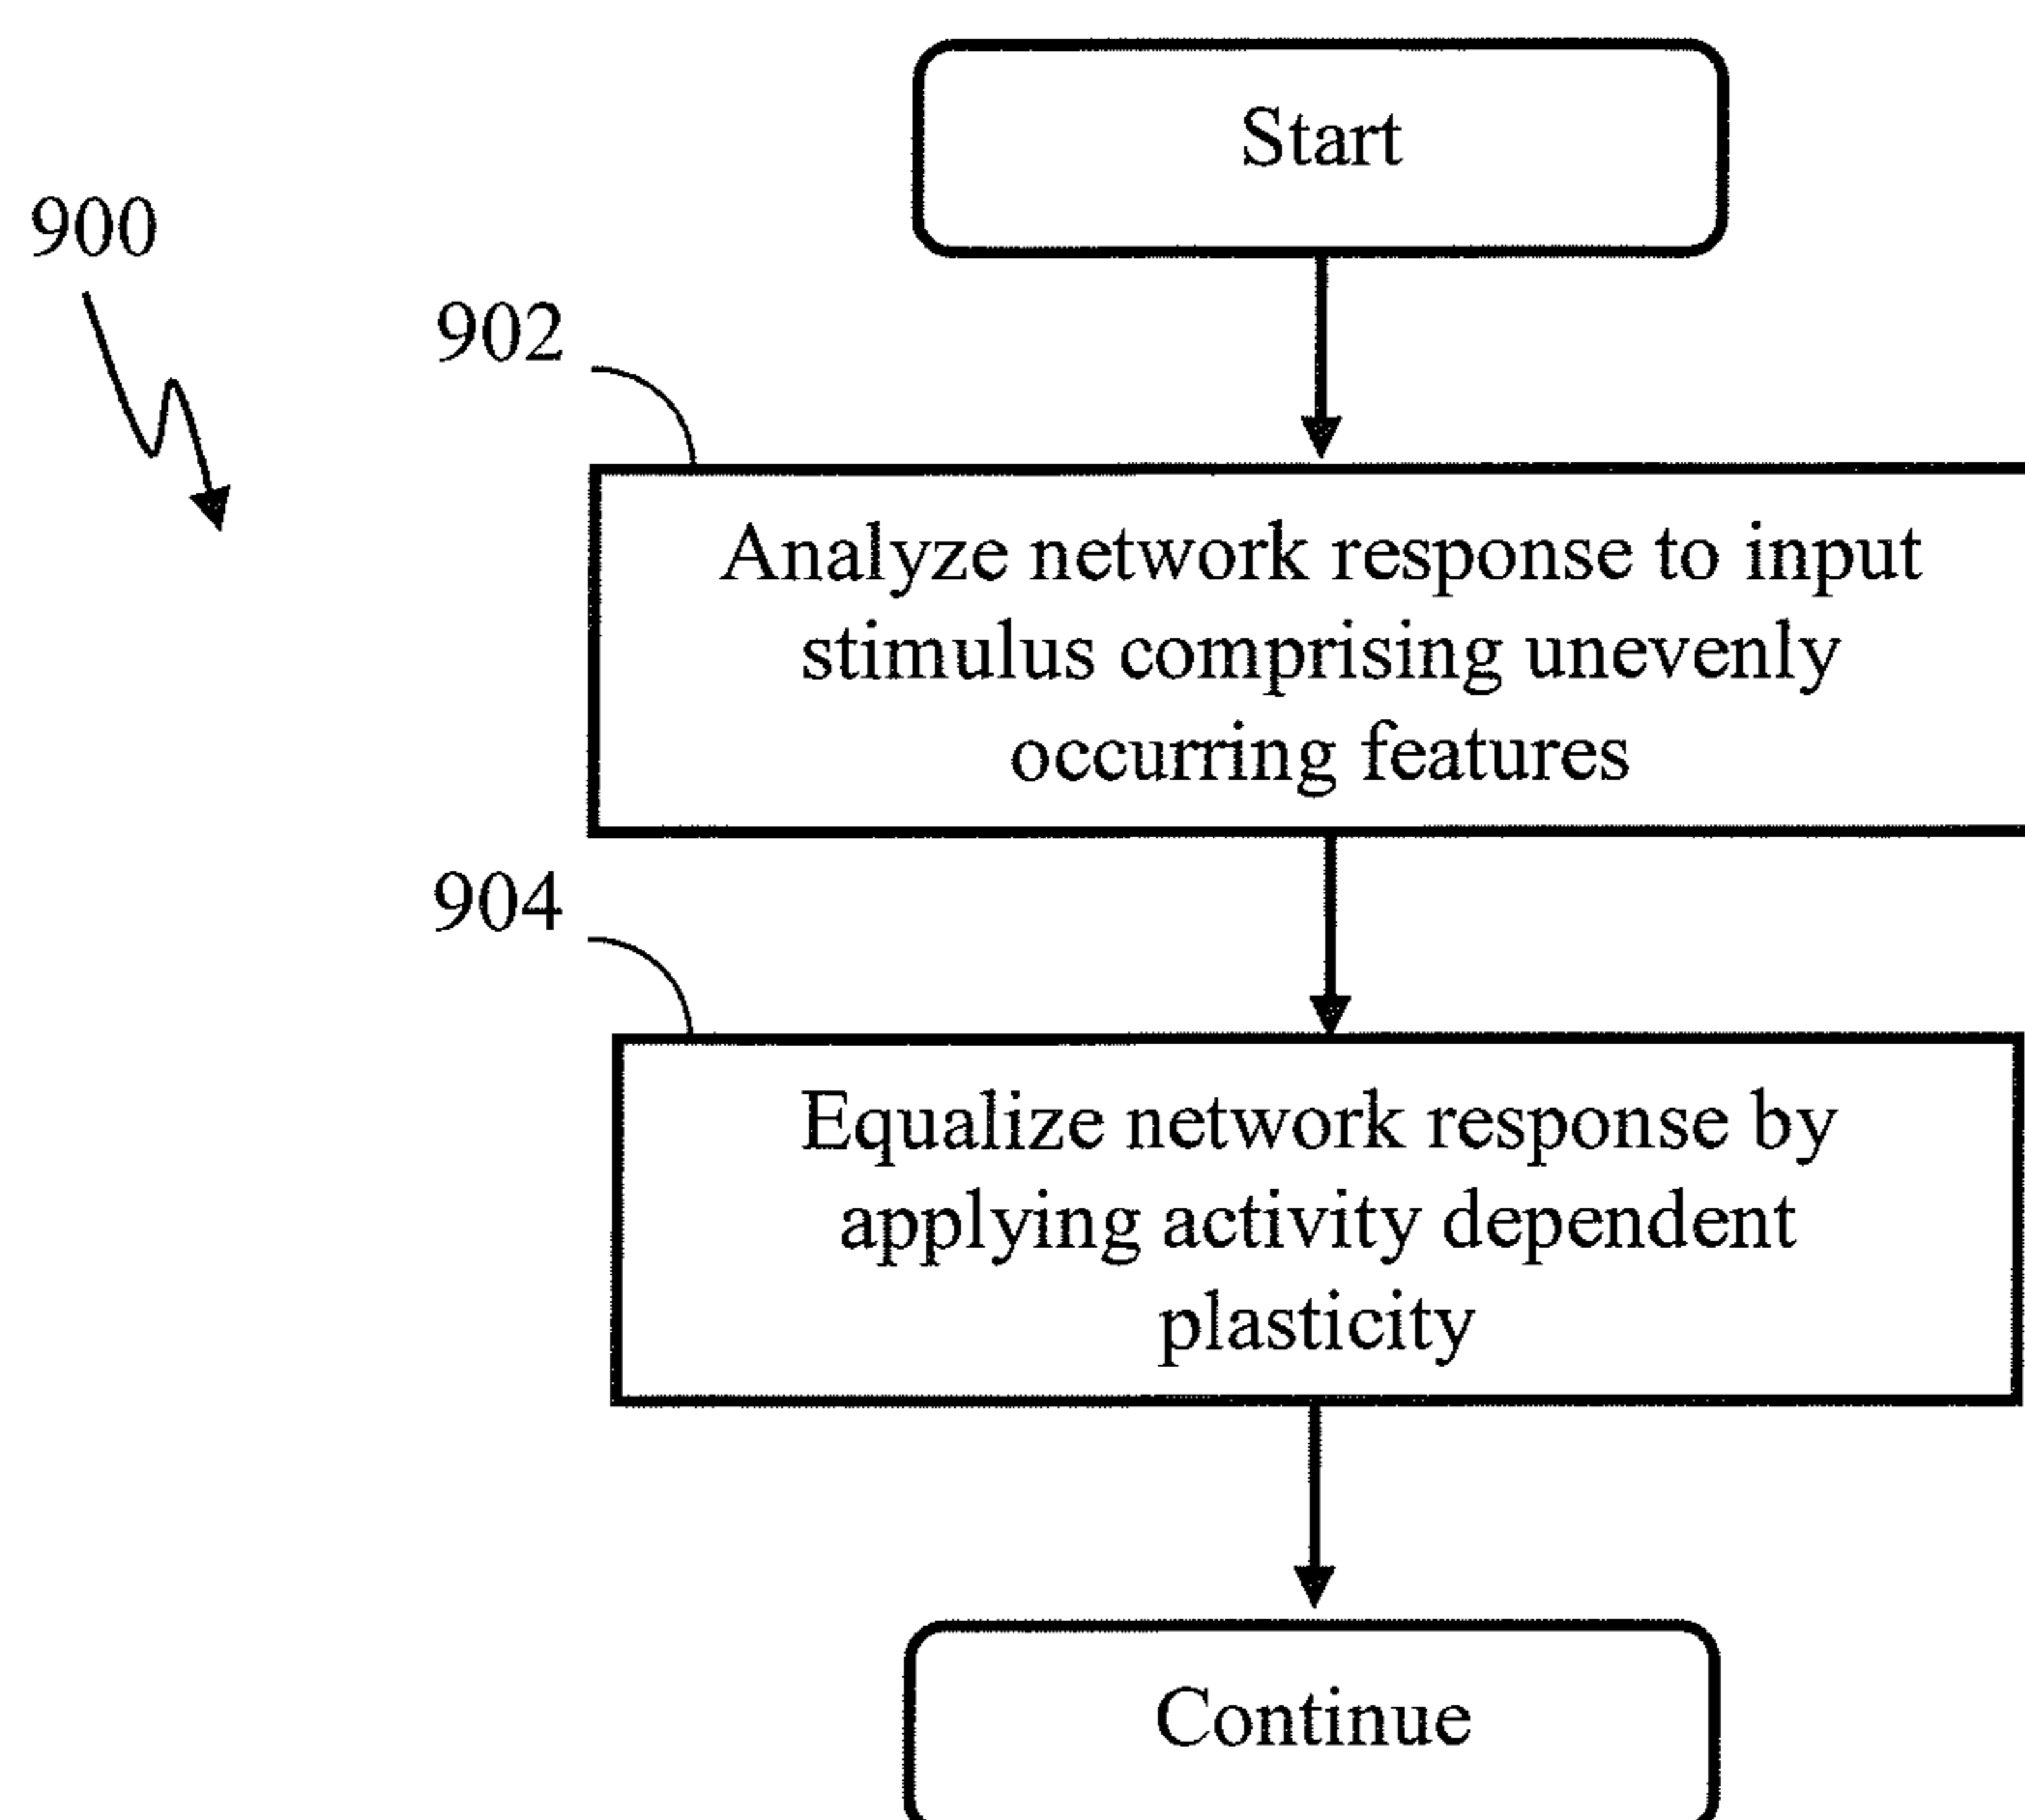 Start
900
902
Analyze network response to input
stimulus comprising unevenly
occurring features
904
Equalize network response by
applying activity dependent
plasticity
Continue